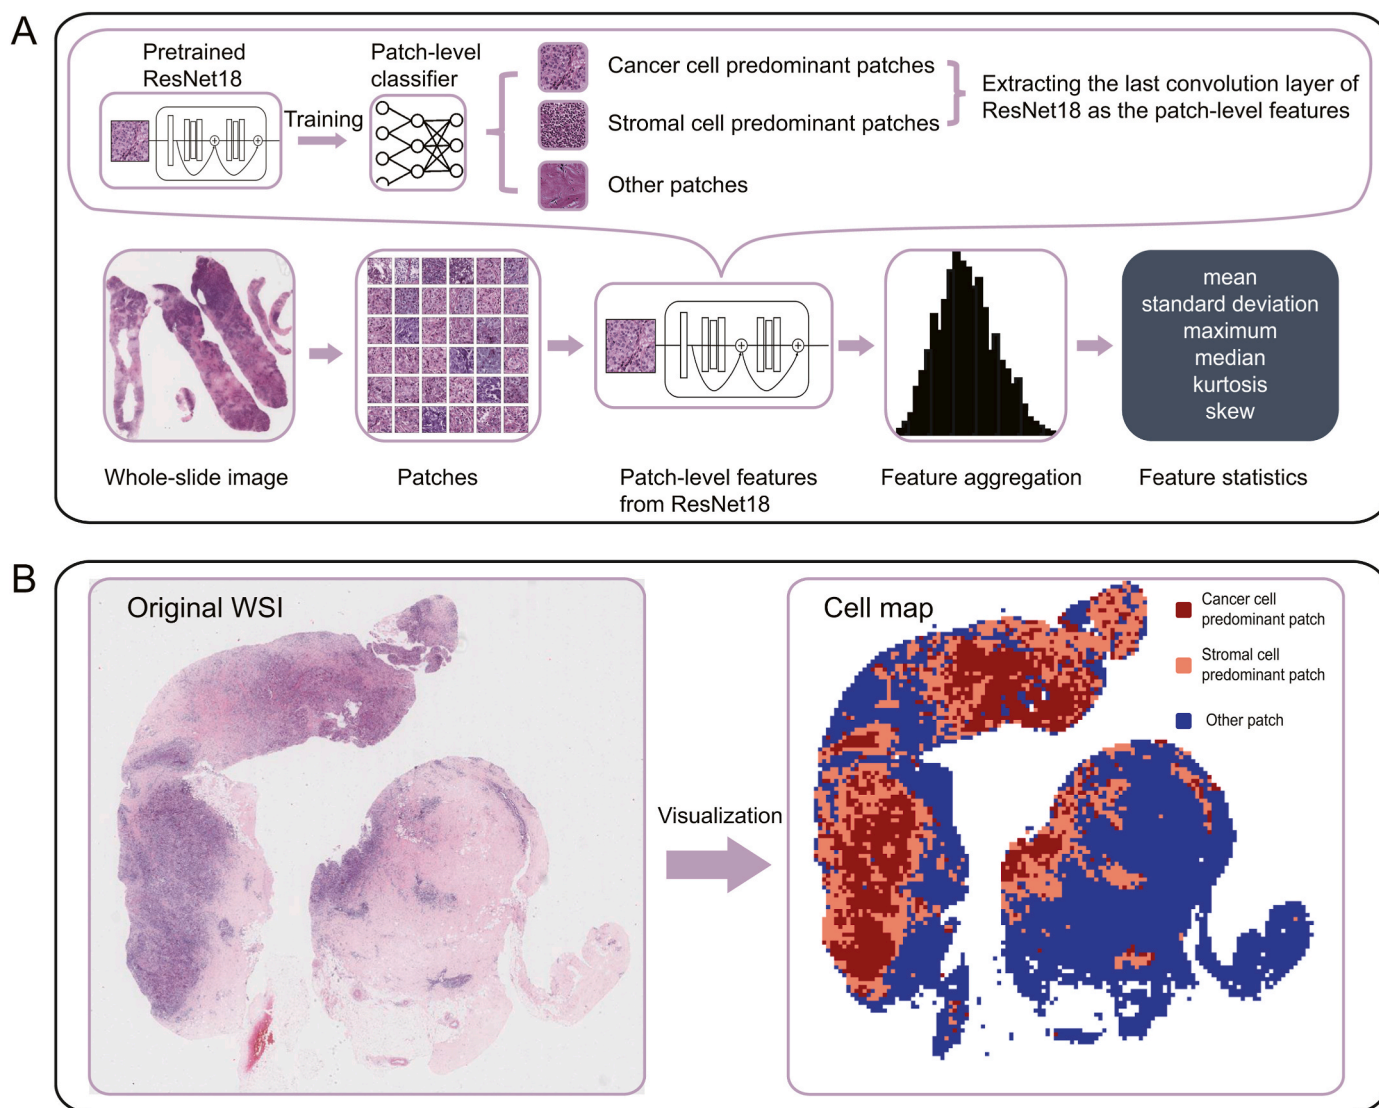 A
Pretrained
ResNet18
Training
Patch-level
classifier
Cancer cell predominant patches
Stromal cell predominant patches
Other patches
Extracting the last convolution layer of
ResNet18 as the patch-level features
mean
standard deviation
maximum
median
kurtosis
skew
Whole-slide image
Patches
Patch-level features
from ResNet18
Feature aggregation
Feature statistics
B
Original WSI
Visualization
Cell map
Cancer cell
predominant patch
Stromal cell
predominant patch
Other patch